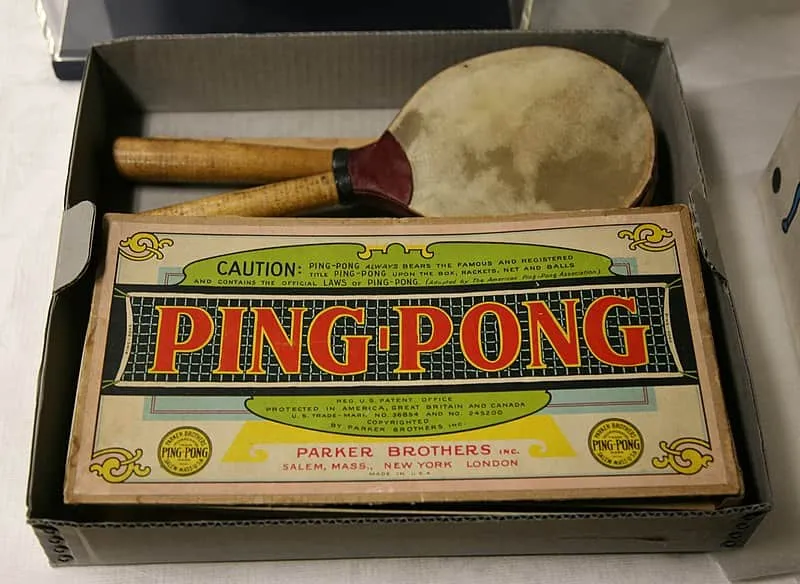 CAUTION: PING-PONG ALWAYS BEARS THE FAMOUS AND REGISTERED
TITLE PING-PONG UPON THE BOX, RACKETS, NET AND BALLS
AND CONTAINS THE OFFICIAL LAWS OF PING-PONG. (Adopted by The American Ping-Pong Association)
PING-PONG
REG. U.S. PATENT OFFICE
PROTECTED IN AMERICA, GREAT BRITAIN AND CANADA
U.S. TRADE-MARK, NO. 36854 AND NO. 245200
COPYRIGHTED
BY PARKER BROTHERS INC.
PARKER BROTHERS
PING-PONG
SALEM MASS U.S.A.
PARKER BROTHERS INC.
SALEM, MASS., NEW YORK LONDON
MADE IN U.S.A.
PARKER BROTHERS
PING-PONG
SALEM MASS U.S.A.